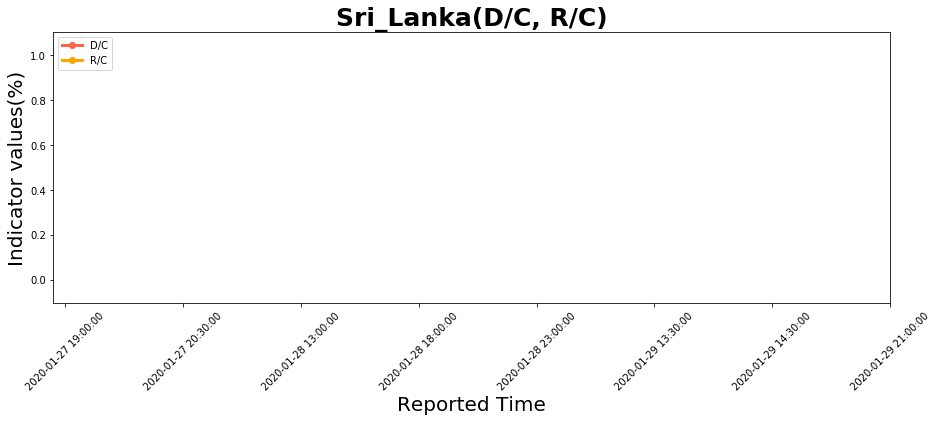 Sri_Lanka(D/C, R/C)
D/C
R/C
Indicator values(%)
1.0
0.8
0.6
0.4
0.2
0.0
2020-01-27 19:00:00
2020-01-27 20:30:00
2020-01-28 13:00:00
2020-01-28 18:00:00
2020-01-28 23:00:00
2020-01-29 13:30:00
2020-01-29 14:30:00
2020-01-29 21:00:00
Reported Time